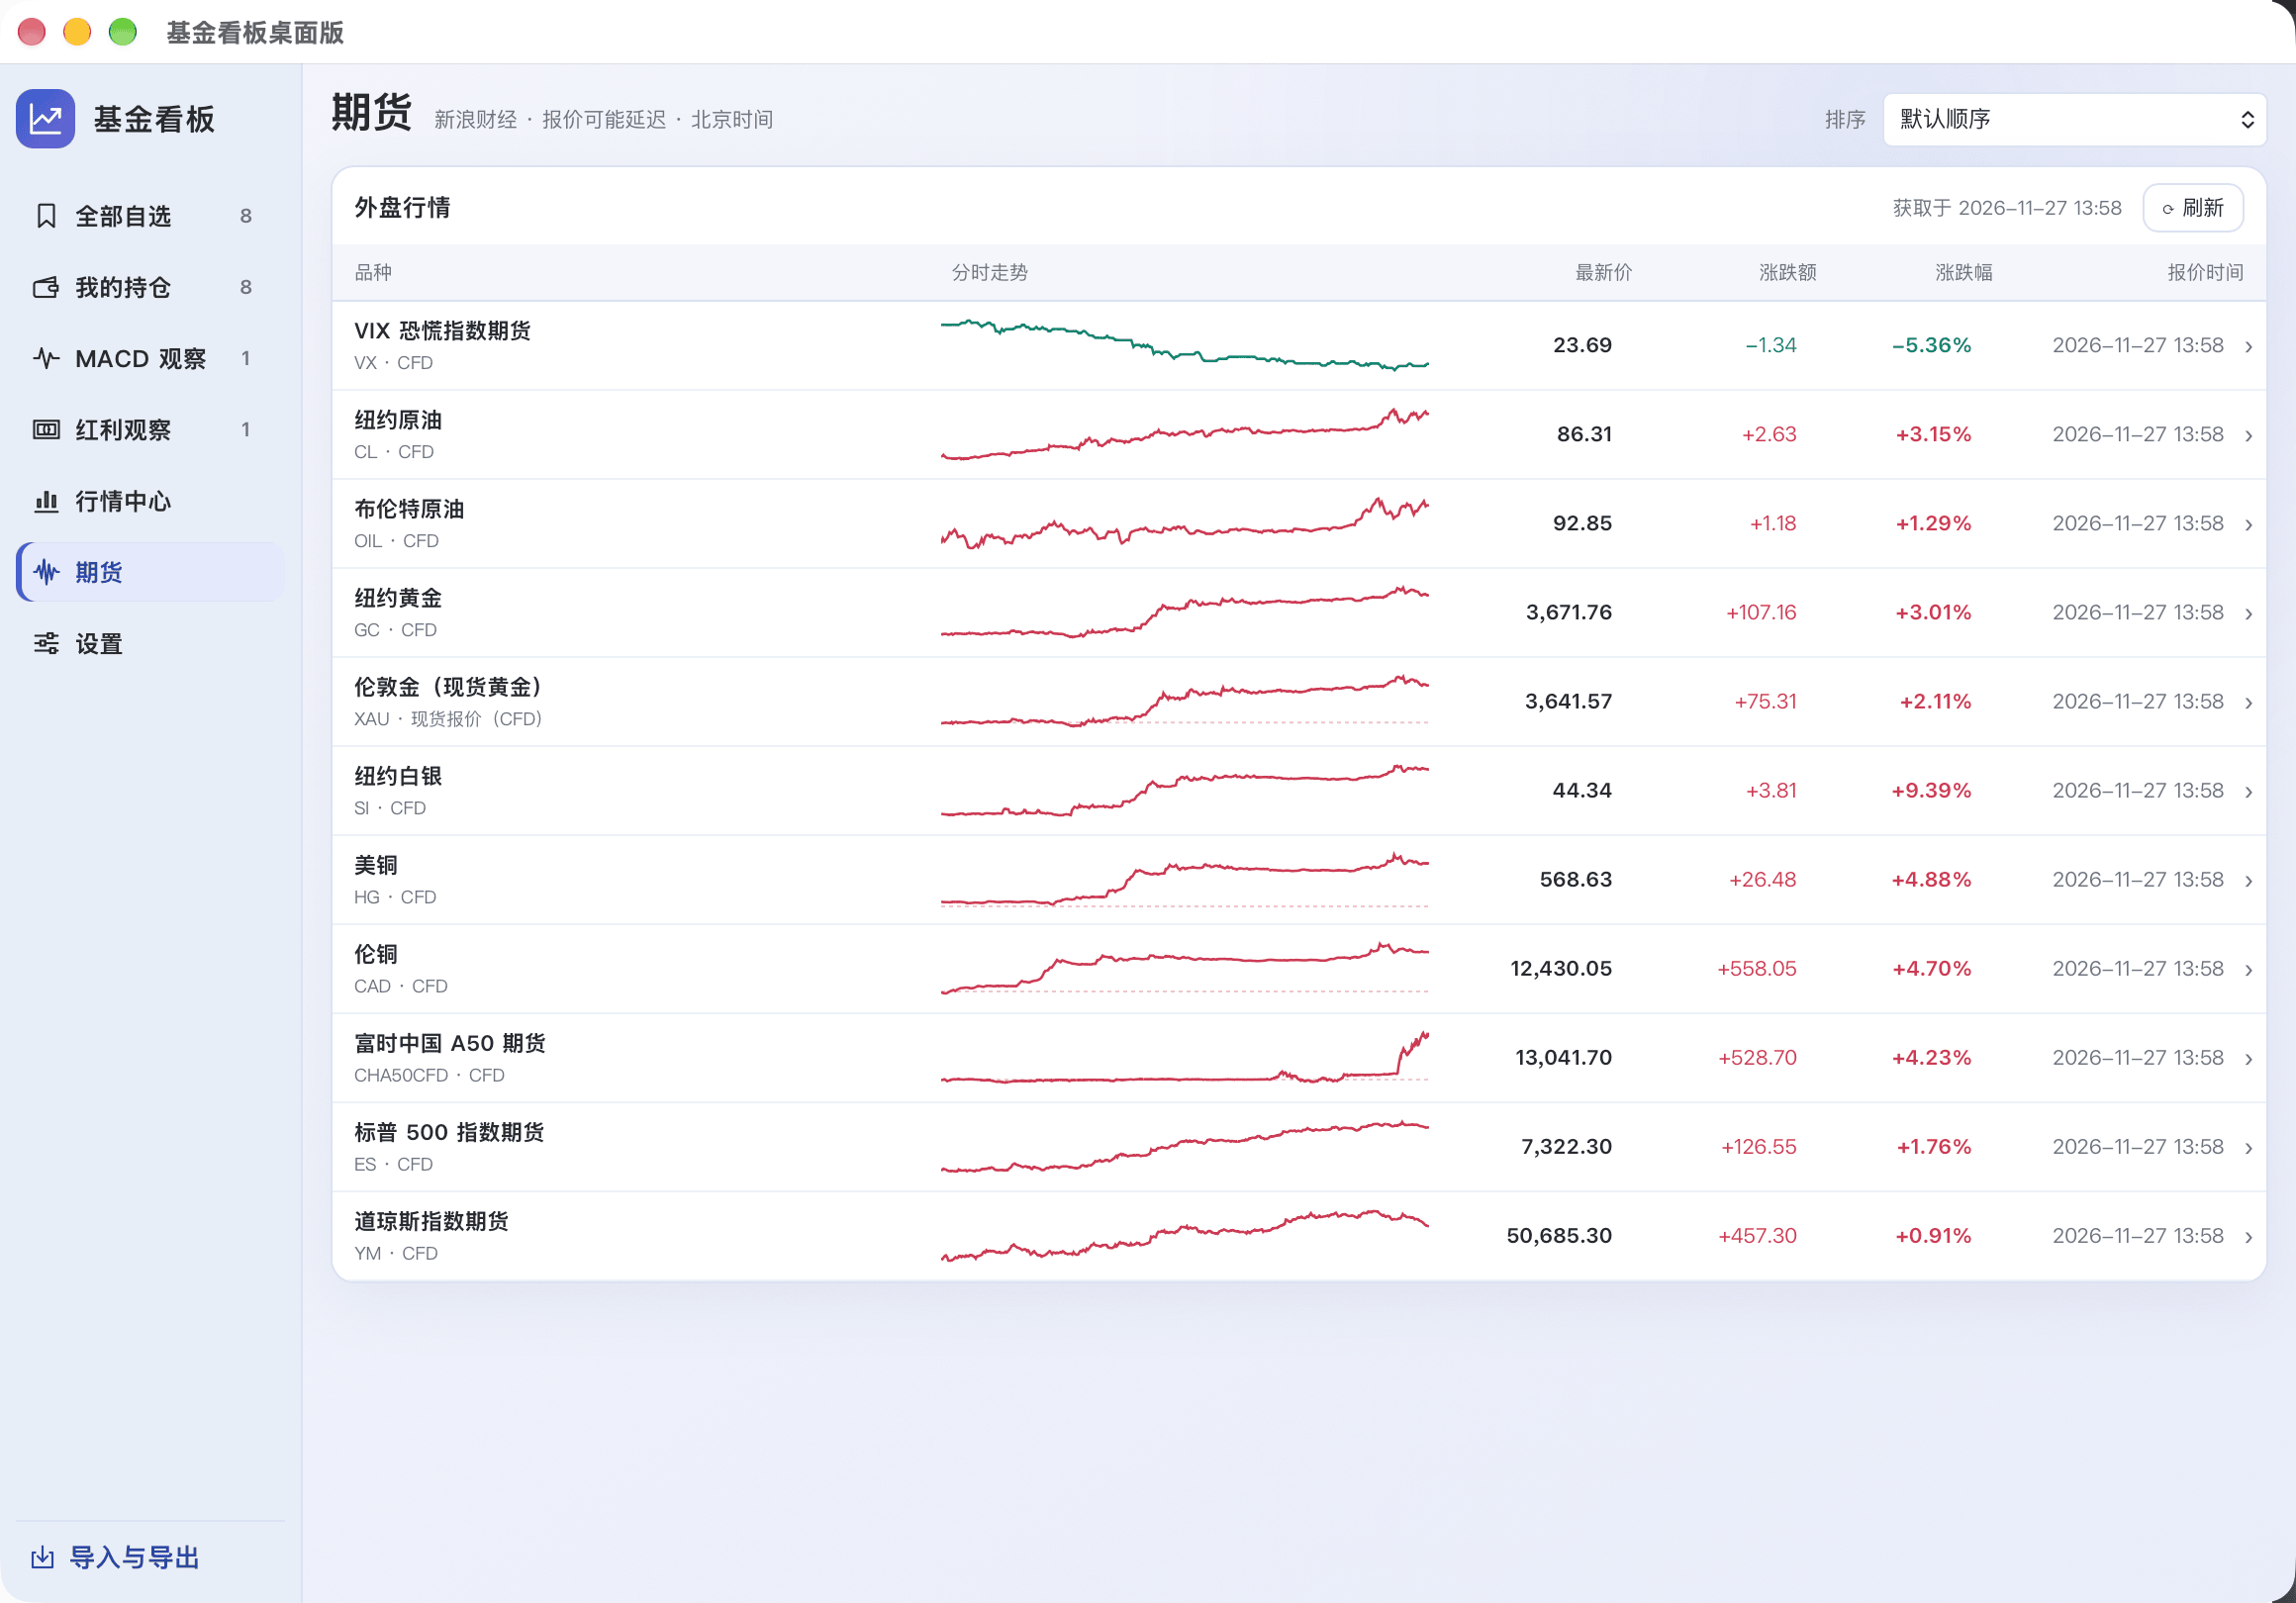 基金看板桌面版
基金看板
全部自选 8
我的持仓 8
MACD 观察 1
红利观察 1
行情中心
期货
设置
导入与导出
期货 新浪财经 · 报价可能延迟 · 北京时间
排序 默认顺序
外盘行情
获取于 2026-11-27 13:58 刷新
品种 分时走势 最新价 涨跌额 涨跌幅 报价时间
VIX 恐慌指数期货
VX · CFD
23.69 −1.34 −5.36% 2026-11-27 13:58
纽约原油
CL · CFD
86.31 +2.63 +3.15% 2026-11-27 13:58
布伦特原油
OIL · CFD
92.85 +1.18 +1.29% 2026-11-27 13:58
纽约黄金
GC · CFD
3,671.76 +107.16 +3.01% 2026-11-27 13:58
伦敦金（现货黄金）
XAU · 现货报价（CFD）
3,641.57 +75.31 +2.11% 2026-11-27 13:58
纽约白银
SI · CFD
44.34 +3.81 +9.39% 2026-11-27 13:58
美铜
HG · CFD
568.63 +26.48 +4.88% 2026-11-27 13:58
伦铜
CAD · CFD
12,430.05 +558.05 +4.70% 2026-11-27 13:58
富时中国 A50 期货
CHA50CFD · CFD
13,041.70 +528.70 +4.23% 2026-11-27 13:58
标普 500 指数期货
ES · CFD
7,322.30 +126.55 +1.76% 2026-11-27 13:58
道琼斯指数期货
YM · CFD
50,685.30 +457.30 +0.91% 2026-11-27 13:58